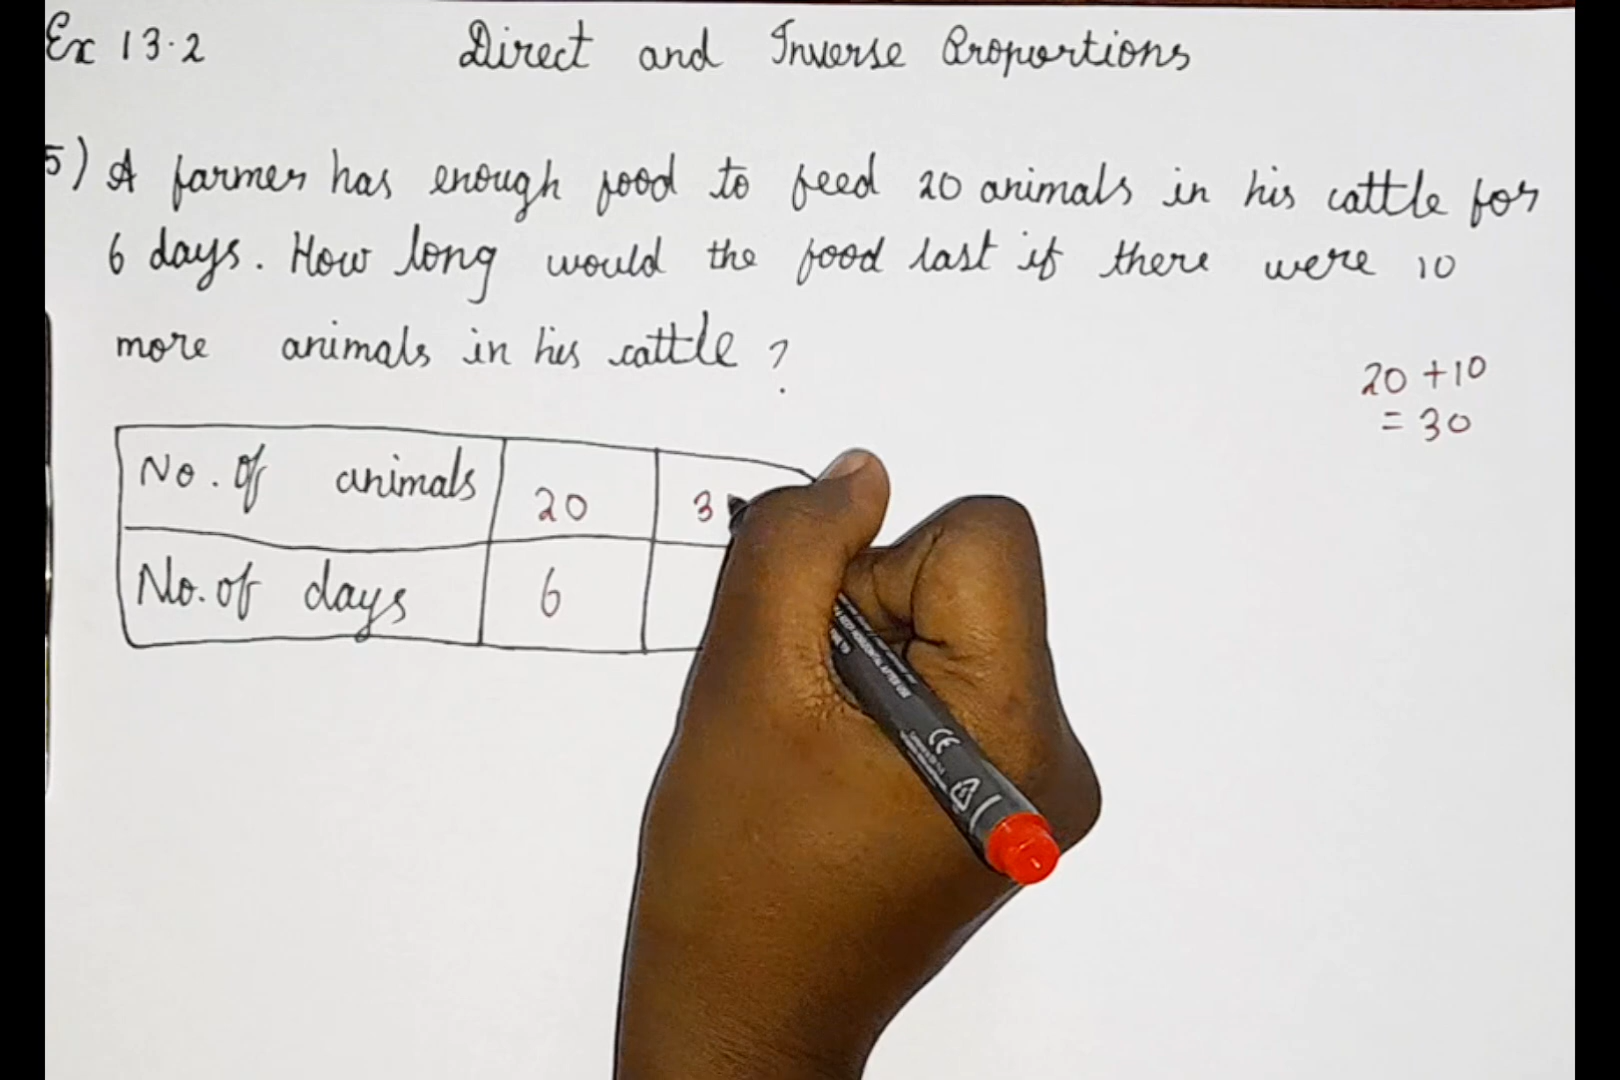 Ex 13.2 Direct and Inverse Proportions
5) A farmer has enough food to feed 20 animals in his cattle for
6 days. How long would the food last if there were 10
more animals in his cattle ?
20 + 10
= 30
No. of animals 20 3
No. of days 6
CE